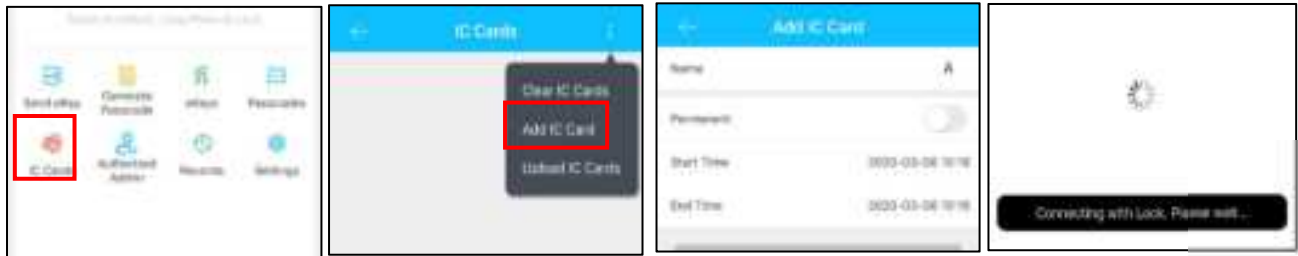 Send eKey
Generate
Passcode
eKeys
Passcodes
IC Cards
Authorized
Admin
Records
Settings
IC Cards
Clear IC Cards
Add IC Card
Upload IC Cards
Add IC Card
Name
A
Permanent
Start Time
End Time
Connecting with Lock, Please wait...